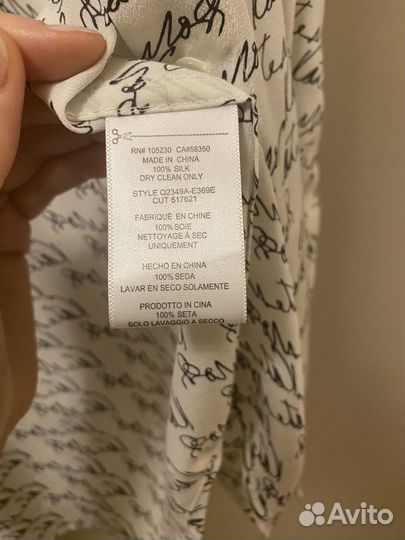 RN# 105230 CA#58350
MADE IN CHINA
100% SILK
DRY CLEAN ONLY
STYLE Q2349A-E369E
CUT 517621
FABRIQUÉ EN CHINE
100%SOIE
NETTOYAGE À SEC
UNIQUEMENT
HECHO EN CHINA
100%SEDA
LAVAR EN SECO SOLAMENTE
PRODOTTO IN CINA
100% SETA
SOLO LAVAGGIO A SECCO
Avito